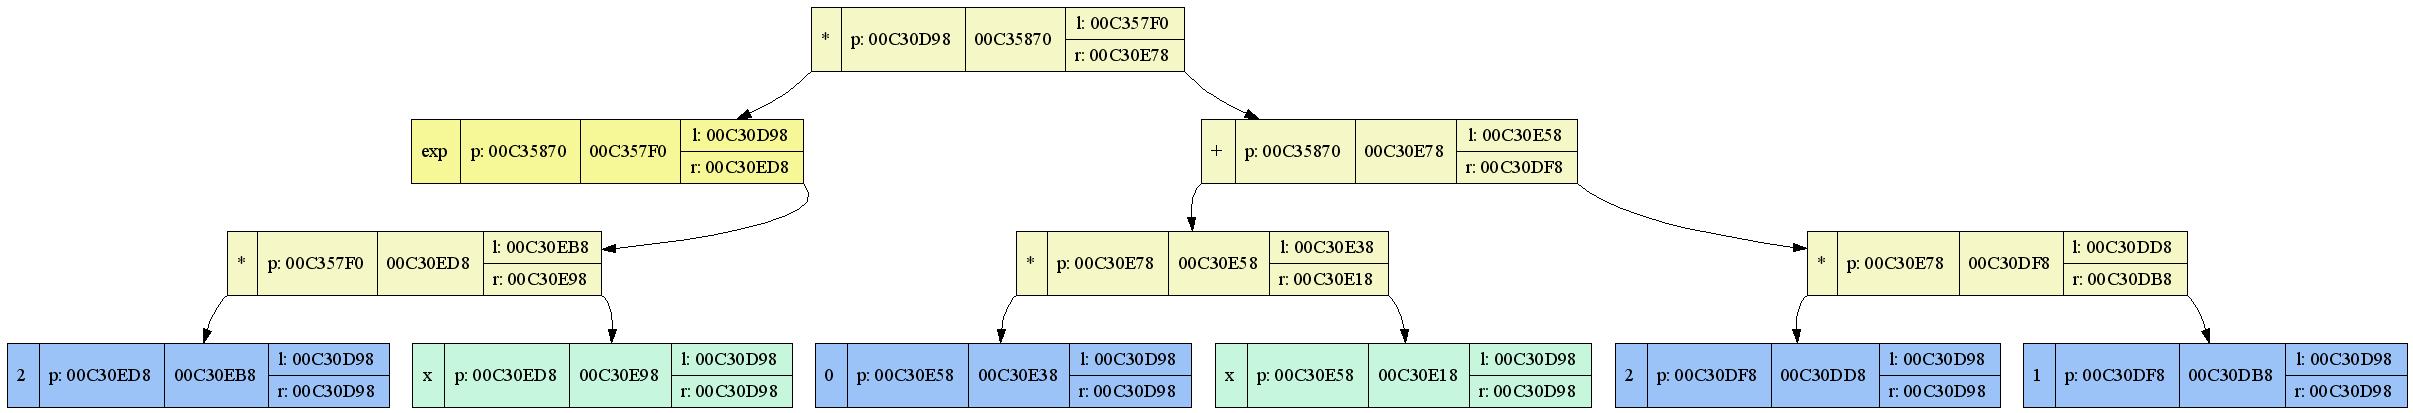 * p: 00C30D98 00C35870 l: 00C357F0
r: 00C30E78
exp p: 00C35870 00C357F0 l: 00C30D98
r: 00C30ED8
+ p: 00C35870 00C30E78 l: 00C30E58
r: 00C30DF8
* p: 00C357F0 00C30ED8 l: 00C30EB8
r: 00C30E98
* p: 00C30E78 00C30E58 l: 00C30E38
r: 00C30E18
* p: 00C30E78 00C30DF8 l: 00C30DD8
r: 00C30DB8
2 p: 00C30ED8 00C30EB8 l: 00C30D98
r: 00C30D98
x p: 00C30ED8 00C30E98 l: 00C30D98
r: 00C30D98
0 p: 00C30E58 00C30E38 l: 00C30D98
r: 00C30D98
x p: 00C30E58 00C30E18 l: 00C30D98
r: 00C30D98
2 p: 00C30DF8 00C30DD8 l: 00C30D98
r: 00C30D98
1 p: 00C30DF8 00C30DB8 l: 00C30D98
r: 00C30D98